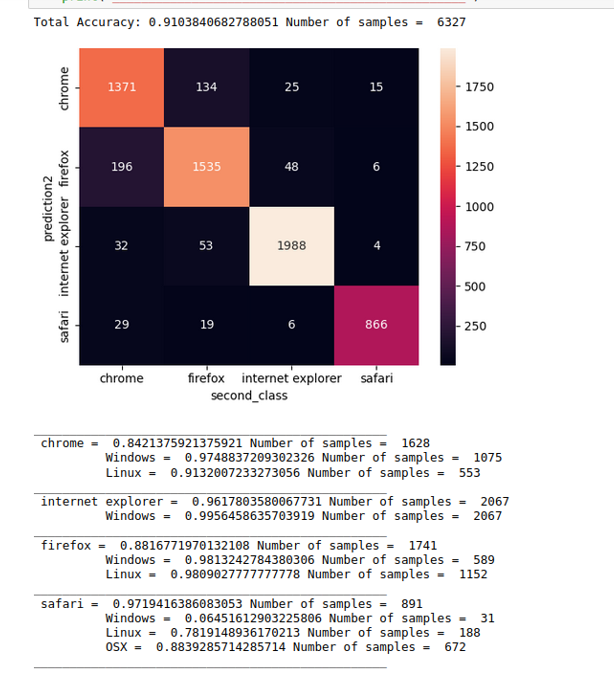 Total Accuracy: 0.9103840682788051 Number of samples =  6327
chrome 1371 134 25 15
firefox 196 1535 48 6
internet explorer 32 53 1988 4
safari 29 19 6 866
prediction2
chrome firefox internet explorer safari
second_class
1750
1500
1250
1000
750
500
250
chrome =  0.8421375921375921 Number of samples =  1628
Windows =  0.9748837209302326 Number of samples =  1075
Linux =  0.9132007233273056 Number of samples =  553
internet explorer =  0.9617803580067731 Number of samples =  2067
Windows =  0.9956458635703919 Number of samples =  2067
firefox =  0.8816771970132108 Number of samples =  1741
Windows =  0.9813242784380306 Number of samples =  589
Linux =  0.9809027777777778 Number of samples =  1152
safari =  0.9719416386083053 Number of samples =  891
Windows =  0.06451612903225806 Number of samples =  31
Linux =  0.7819148936170213 Number of samples =  188
OSX =  0.8839285714285714 Number of samples =  672